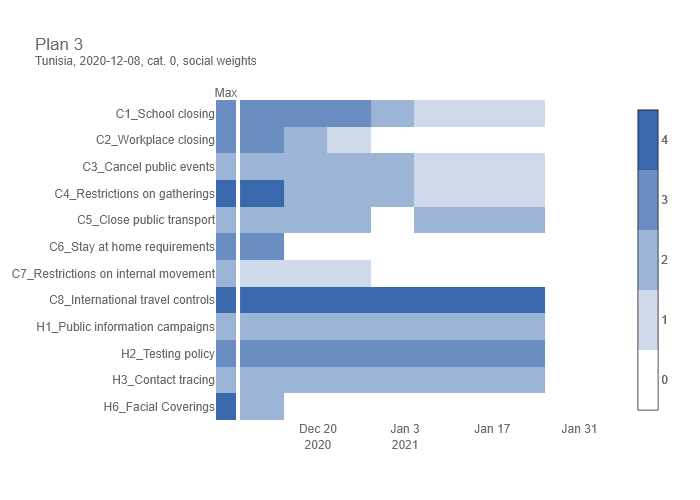 Plan 3
Tunisia, 2020-12-08, cat. 0, social weights
Max
C1_School closing
C2_Workplace closing
C3_Cancel public events
C4_Restrictions on gatherings
C5_Close public transport
C6_Stay at home requirements
C7_Restrictions on internal movement
C8_International travel controls
H1_Public information campaigns
H2_Testing policy
H3_Contact tracing
H6_Facial Coverings
Dec 20 Jan 3 Jan 17 Jan 31
2020 2021
4
3
2
1
0